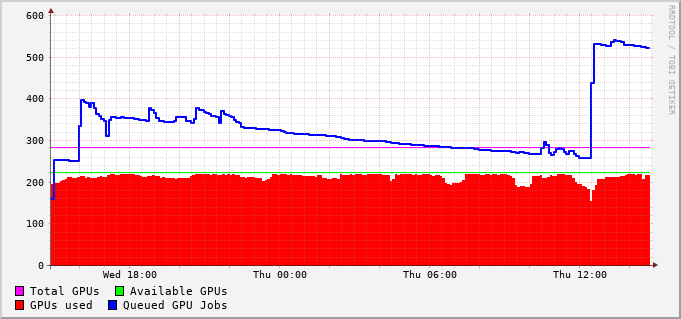 600
500
400
300
200
100
0
Wed 18:00 Thu 00:00 Thu 06:00 Thu 12:00
Total GPUs Available GPUs
GPUs used Queued GPU Jobs
RRDTOOL / TOBI OETIKER